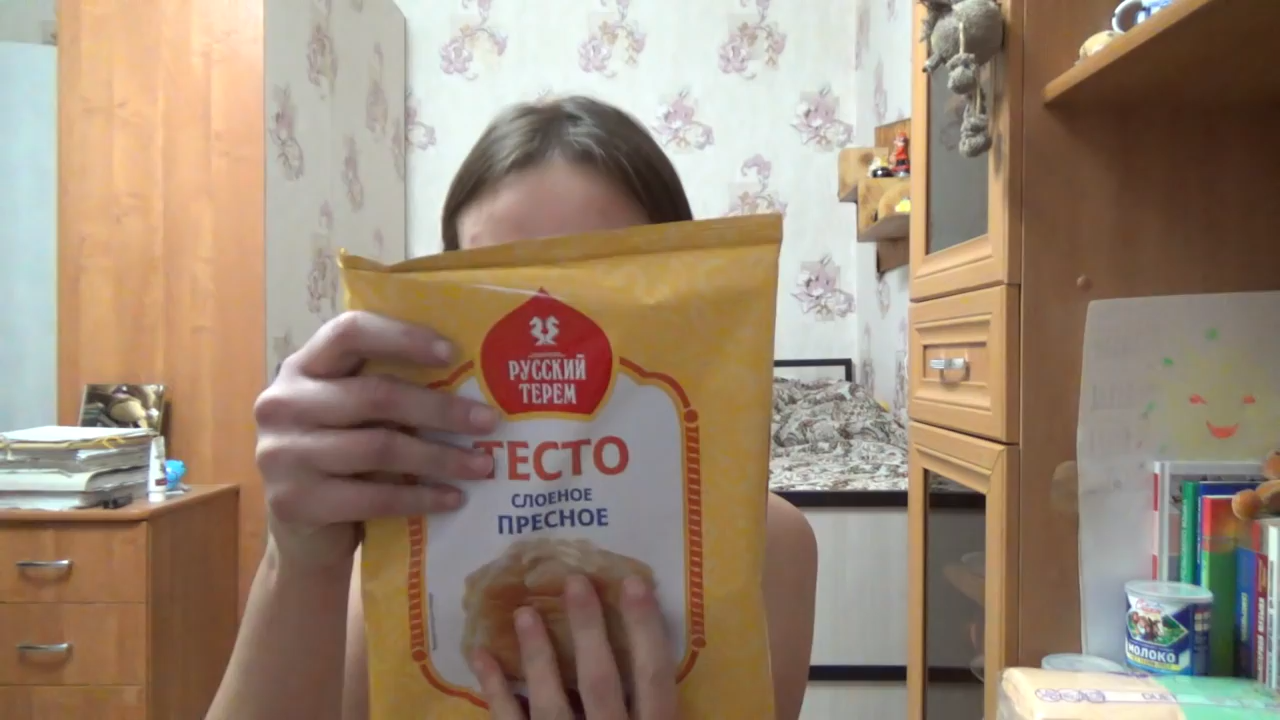 РУССКИЙ
ТЕРЕМ
ТЕСТО
СЛОЕНОЕ
ПРЕСНОЕ
МОЛОКО